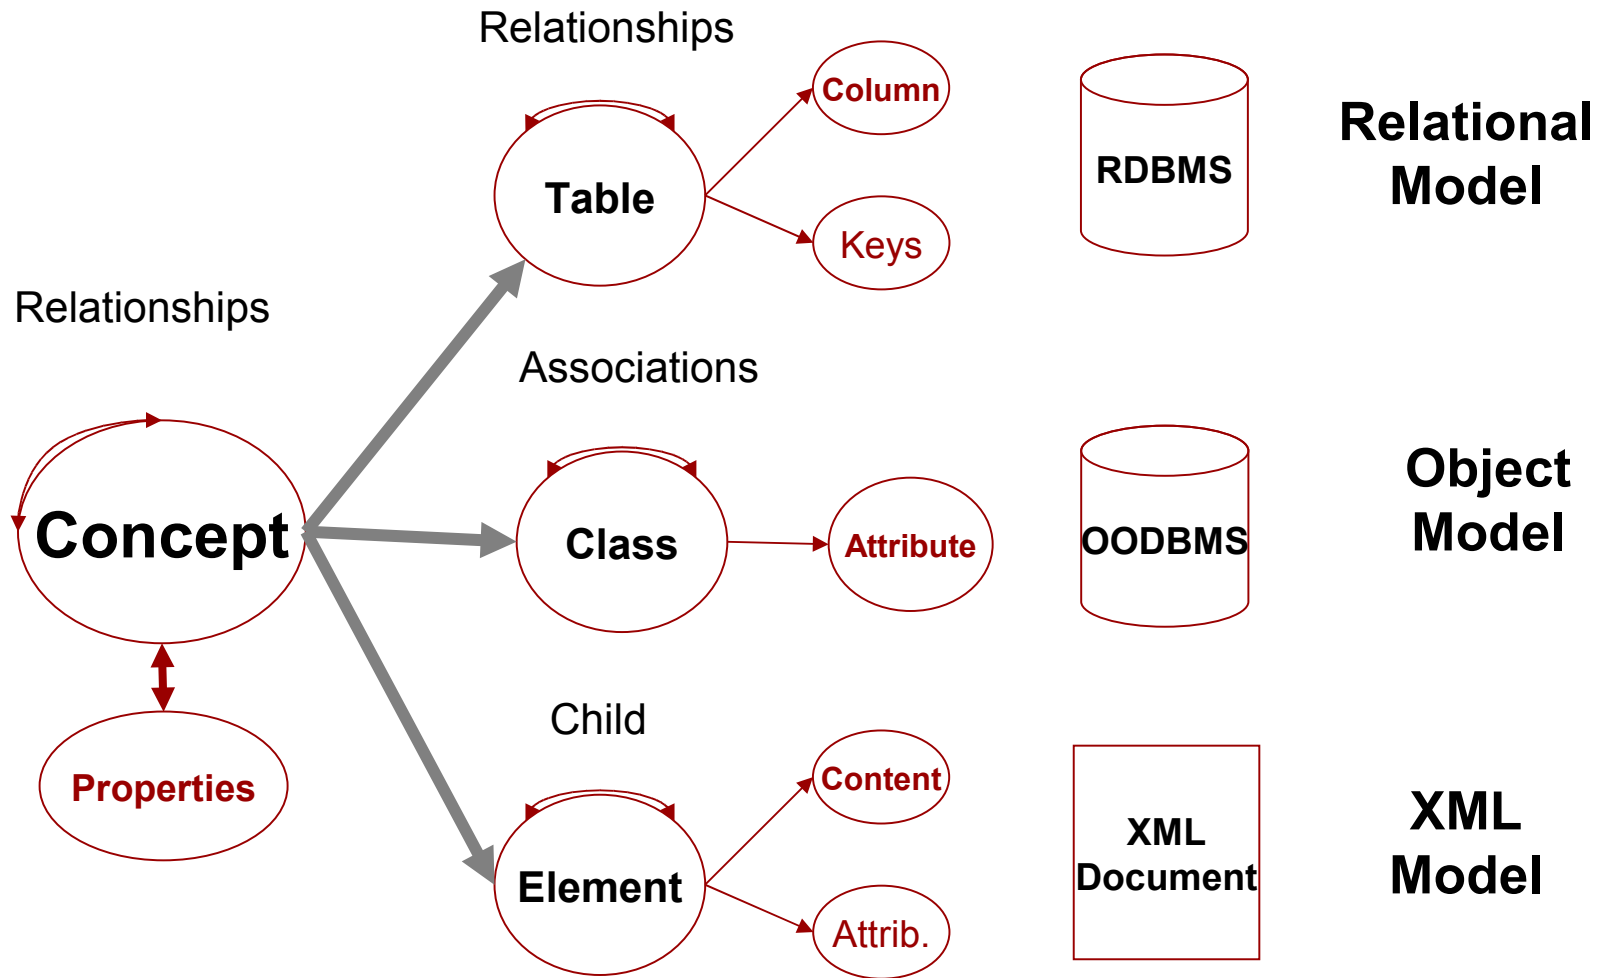 Relationships
Column
Table
Keys
RDBMS
Relational
Model
Relationships
Concept
Properties
Associations
Class
Attribute
OODBMS
Object
Model
Child
Content
Element
Attrib.
XML
Document
XML
Model